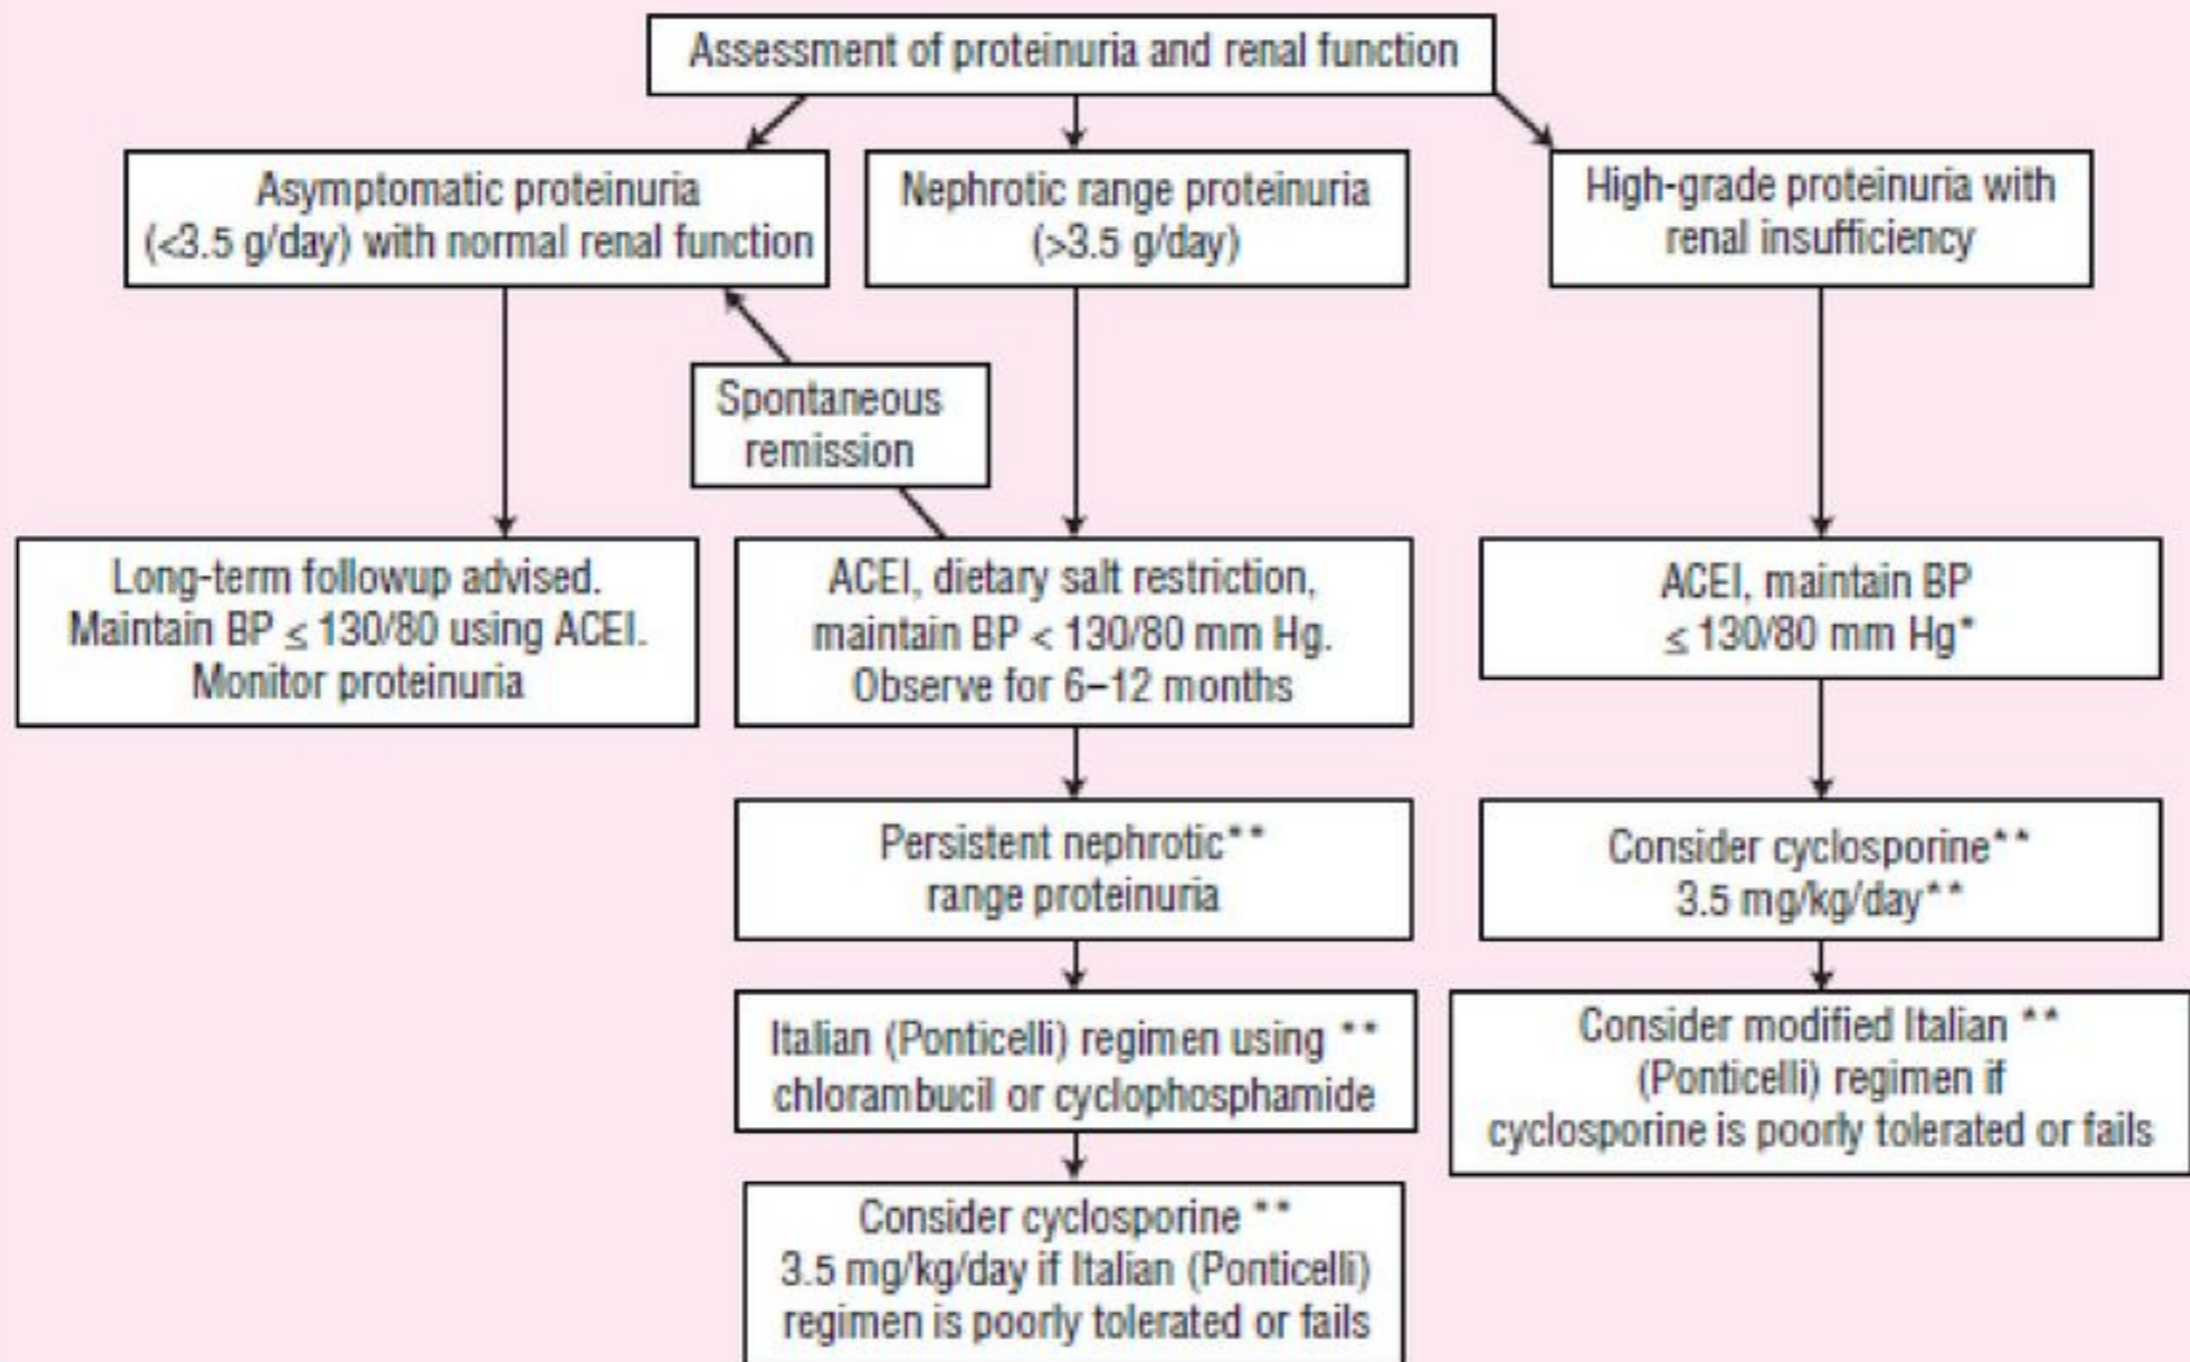 Assessment of proteinuria and renal function
Asymptomatic proteinuria
(<3.5 g/day) with normal renal function
Nephrotic range proteinuria
(>3.5 g/day)
High-grade proteinuria with
renal insufficiency
Spontaneous
remission
Long-term followup advised.
Maintain BP ≤ 130/80 using ACEI.
Monitor proteinuria
ACEI, dietary salt restriction,
maintain BP < 130/80 mm Hg.
Observe for 6–12 months
ACEI, maintain BP
≤ 130/80 mm Hg*
Persistent nephrotic**
range proteinuria
Consider cyclosporine**
3.5 mg/kg/day**
Italian (Ponticelli) regimen using **
chlorambucil or cyclophosphamide
Consider modified Italian **
(Ponticelli) regimen if
cyclosporine is poorly tolerated or fails
Consider cyclosporine **
3.5 mg/kg/day if Italian (Ponticelli)
regimen is poorly tolerated or fails